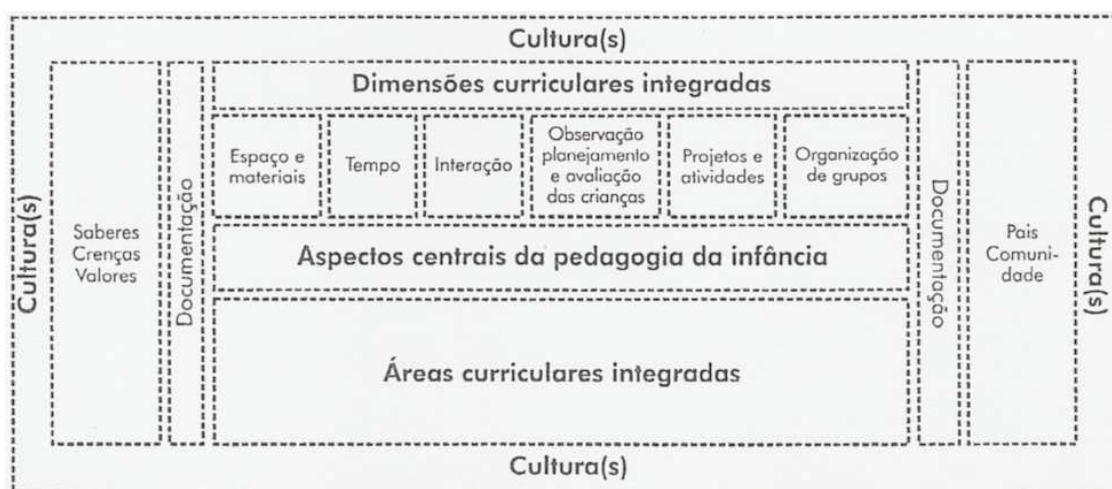 Cultura(s)
Dimensões curriculares integradas
Espaço e
materiais
Tempo
Interação
Observação
planejamento
e avaliação
das crianças
Projetos e
atividades
Organização
de grupos
Cultura(s)
Saberes
Crenças
Valores
Documentação
Aspectos centrais da pedagogia da infância
Áreas curriculares integradas
Documentação
Pais
Comuni-
dade
Cultura(s)
Cultura(s)